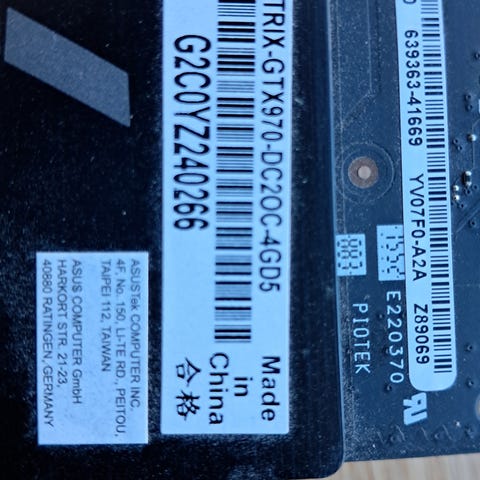 TRIX-GTX970-DC2OC-4GD5
G2C0YZ240266
Made
in
China
合格
ASUSTek COMPUTER INC.
4F, No. 150, LI-TE RD., PEITOU,
TAIPEI 112, TAIWAN
ASUS COMPUTER GmbH
HARKORT STR. 21-23,
40880 RATINGEN, GERMANY
639363-41669 YV07F0-A2A Z89069
E220370
PIOTEK